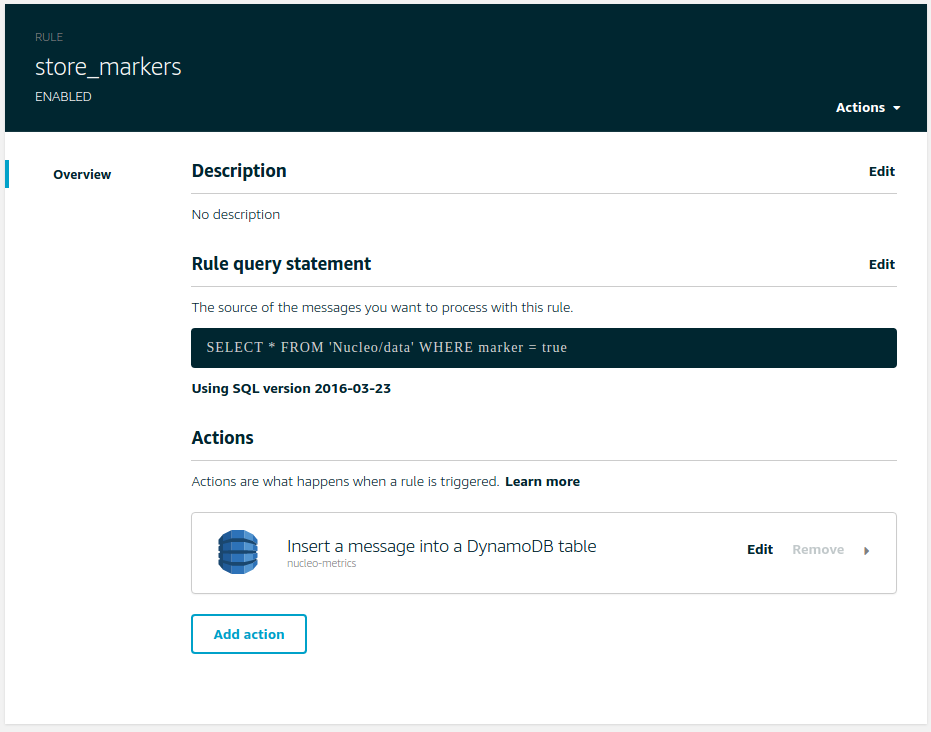 RULE
store_markers
ENABLED
Actions
Overview
Description
Edit
No description
Rule query statement
Edit
The source of the messages you want to process with this rule.
SELECT * FROM 'Nucleo/data' WHERE marker = true
Using SQL version 2016-03-23
Actions
Actions are what happens when a rule is triggered. Learn more
Insert a message into a DynamoDB table
nucleo-metrics
Edit Remove
Add action